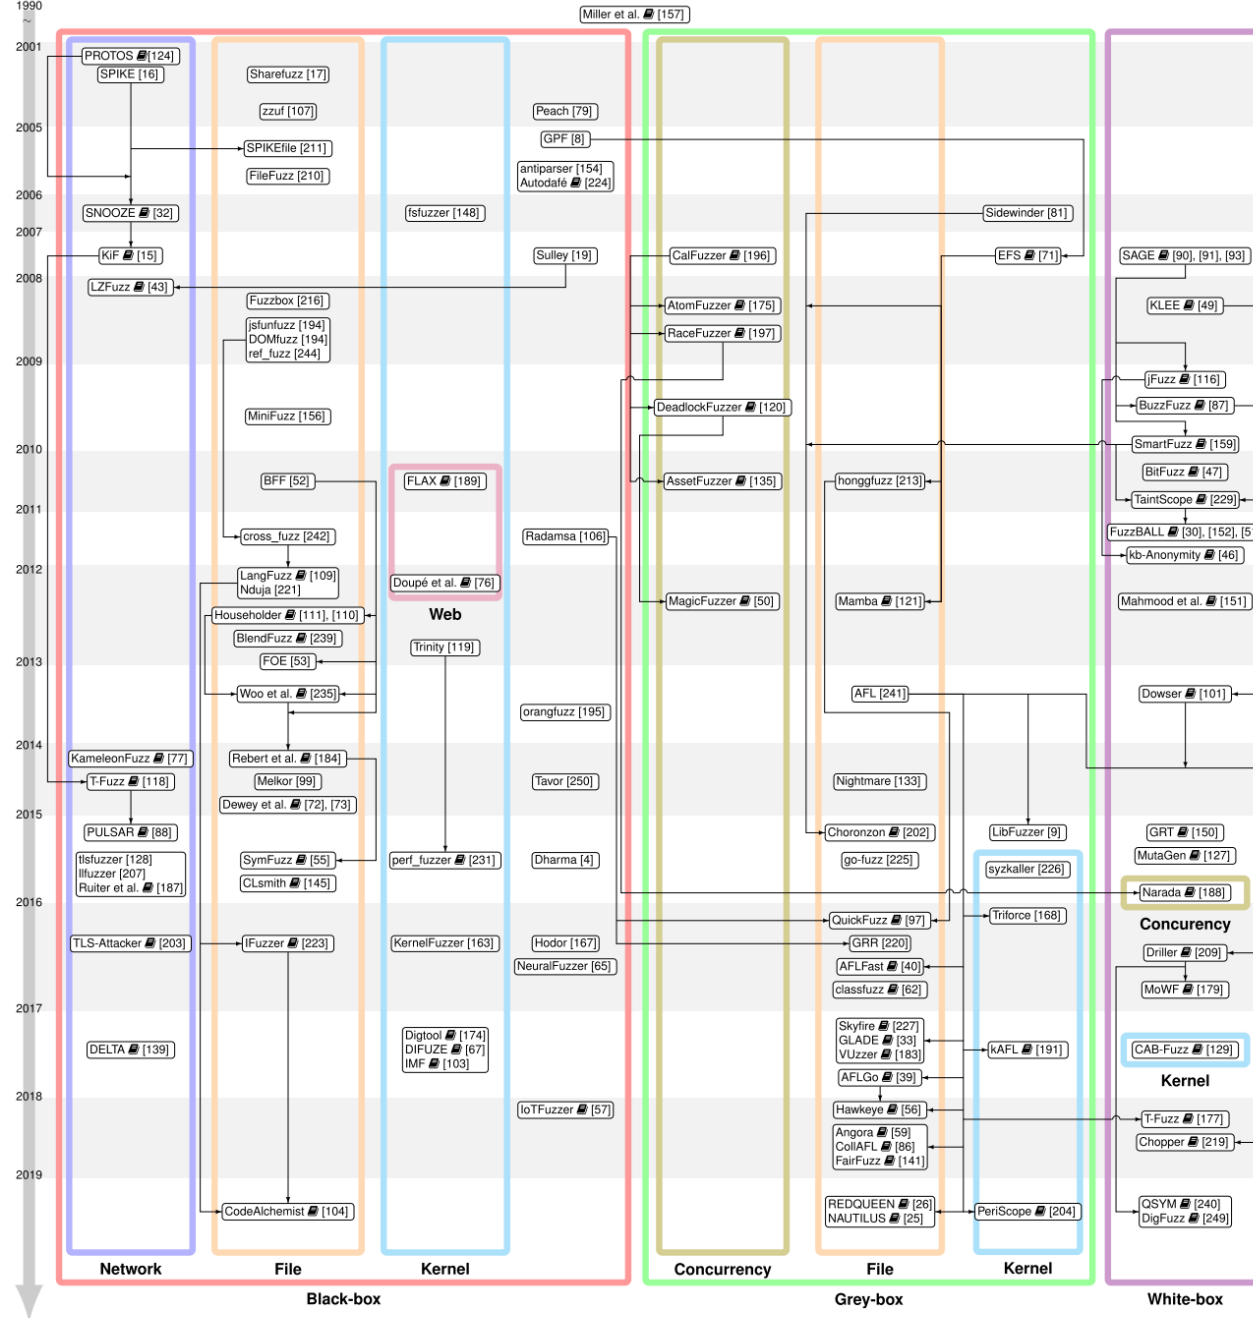 1990
~
Miller et al. [157]
2001
PROTOS [124]
SPIKE [16]
Sharefuzz [17]
zzuf [107]
Peach [79]
2005
GPF [8]
SPIKEfile [211]
antiparser [154]
Autodafé [224]
FileFuzz [210]
2006
SNOOZE [32]
fsfuzzer [148]
Sidewinder [81]
2007
KiF [15]
Sulley [19]
CalFuzzer [196]
EFS [71]
SAGE [90], [91], [93]
2008
LZFuzz [43]
Fuzzbox [216]
AtomFuzzer [175]
KLEE [49]
jsfunfuzz [194]
DOMfuzz [194]
ref_fuzz [244]
RaceFuzzer [197]
2009
jFuzz [116]
MiniFuzz [156]
DeadlockFuzzer [120]
BuzzFuzz [87]
2010
SmartFuzz [159]
BitFuzz [47]
BFF [52]
FLAX [189]
AssetFuzzer [135]
honggfuzz [213]
TaintScope [229]
2011
cross_fuzz [242]
Radamsa [106]
FuzzBALL [30], [152], [51
kb-Anonymity [46]
2012
LangFuzz [109]
Nduja [221]
Doupé et al. [76]
Web
Householder [111], [110]
MagicFuzzer [50]
Mamba [121]
Mahmood et al. [151]
BlendFuzz [239]
Trinity [119]
FOE [53]
2013
Woo et al. [235]
AFL [241]
Dowser [101]
orangfuzz [195]
2014
KameleonFuzz [77]
Rebert et al. [184]
T-Fuzz [118]
Melkor [99]
Tavor [250]
Nightmare [133]
Dewey et al. [72], [73]
2015
PULSAR [88]
Choronzon [202]
LibFuzzer [9]
GRT [150]
tlsfuzzer [128]
llfuzzer [207]
Ruiter et al. [187]
SymFuzz [55]
perf_fuzzer [231]
Dharma [4]
go-fuzz [225]
MutaGen [127]
syzkaller [226]
CLsmith [145]
Narada [188]
2016
Concurency
QuickFuzz [97]
Triforce [168]
TLS-Attacker [203]
IFuzzer [223]
KernelFuzzer [163]
Hodor [167]
GRR [220]
Driller [209]
NeuralFuzzer [65]
AFLFast [40]
classfuzz [62]
MoWF [179]
2017
Skyfire [227]
GLADE [33]
VUzzer [183]
DELTA [139]
Digtool [174]
DIFUZE [67]
IMF [103]
kAFL [191]
CAB-Fuzz [129]
Kernel
AFLGo [39]
2018
IoTFuzzer [57]
Hawkeye [56]
T-Fuzz [177]
Angora [59]
CollAFL [86]
FairFuzz [141]
Chopper [219]
2019
CodeAlchemist [104]
REDQUEEN [26]
NAUTILUS [25]
PeriScope [204]
QSYM [240]
DigFuzz [249]
Network
File
Kernel
Concurrency
File
Kernel
Black-box
Grey-box
White-box